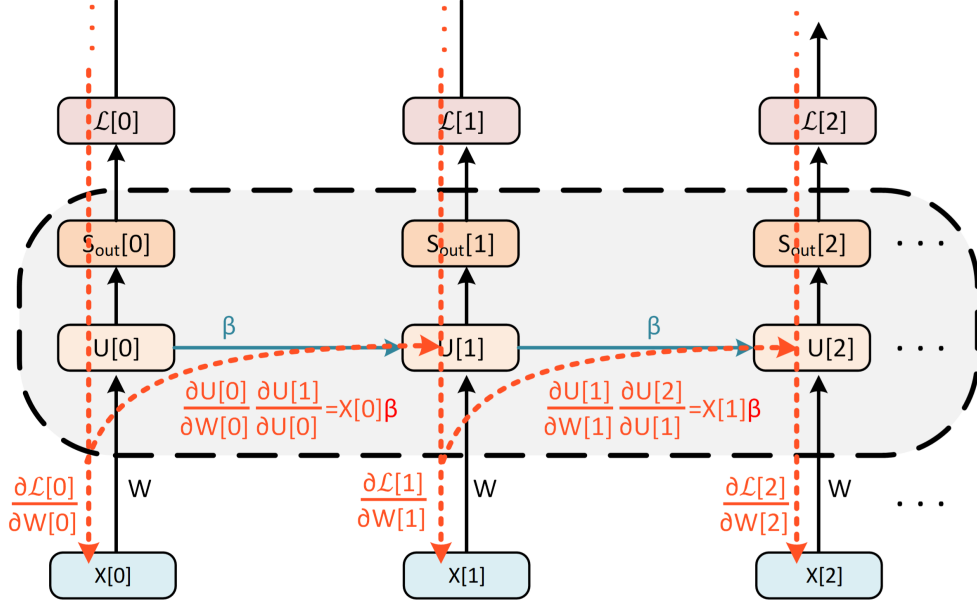 ℒ[0] ℒ[1] ℒ[2]
S_out[0] S_out[1] S_out[2] . . .
β β
U[0] U[1] U[2] . . .
∂U[0]/∂W[0] ∂U[1]/∂U[0] =X[0]β ∂U[1]/∂W[1] ∂U[2]/∂U[1] =X[1]β
∂ℒ[0]/∂W[0] W ∂ℒ[1]/∂W[1] W ∂ℒ[2]/∂W[2] W . . .
X[0] X[1] X[2]